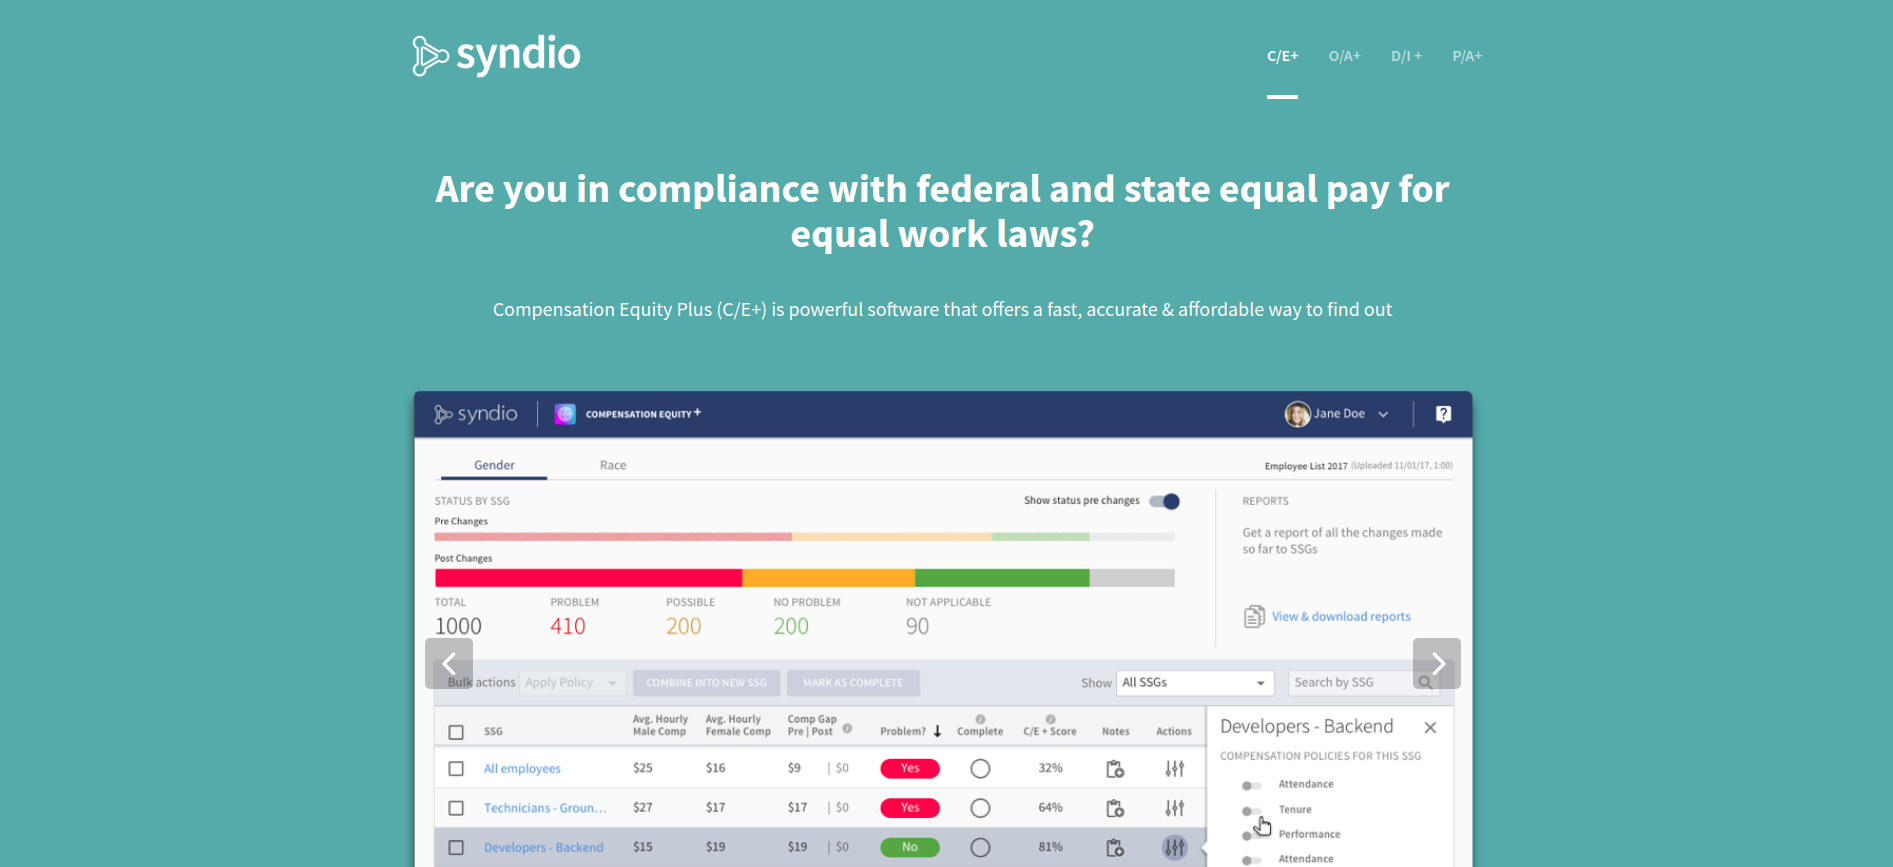 syndio
C/E+ O/A+ D/I + P/A+
Are you in compliance with federal and state equal pay for
equal work laws?
Compensation Equity Plus (C/E+) is powerful software that offers a fast, accurate & affordable way to find out
syndio COMPENSATION EQUITY + Jane Doe ?
Gender Race Employee List 2017 (Uploaded 11/01/17, 1:00)
STATUS BY SSG Show status pre changes REPORTS
Pre Changes
Get a report of all the changes made
so far to SSGs
Post Changes
TOTAL PROBLEM POSSIBLE NO PROBLEM NOT APPLICABLE
1000 410 200 200 90
View & download reports
Bulk actions Apply Policy COMBINE INTO NEW SSG MARK AS COMPLETE Show All SSGs Search by SSG
SSG Avg. Hourly Male Comp Avg. Hourly Female Comp Comp Gap Pre | Post Problem? Complete C/E + Score Notes Actions
Developers - Backend
COMPENSATION POLICIES FOR THIS SSG
All employees $25 $16 $9 | $0 Yes 32%
Attendance
Technicians - Groun... $27 $17 $17 | $0 Yes 64%
Tenure
Performance
Developers - Backend $15 $19 $19 | $0 No 81%
Attendance